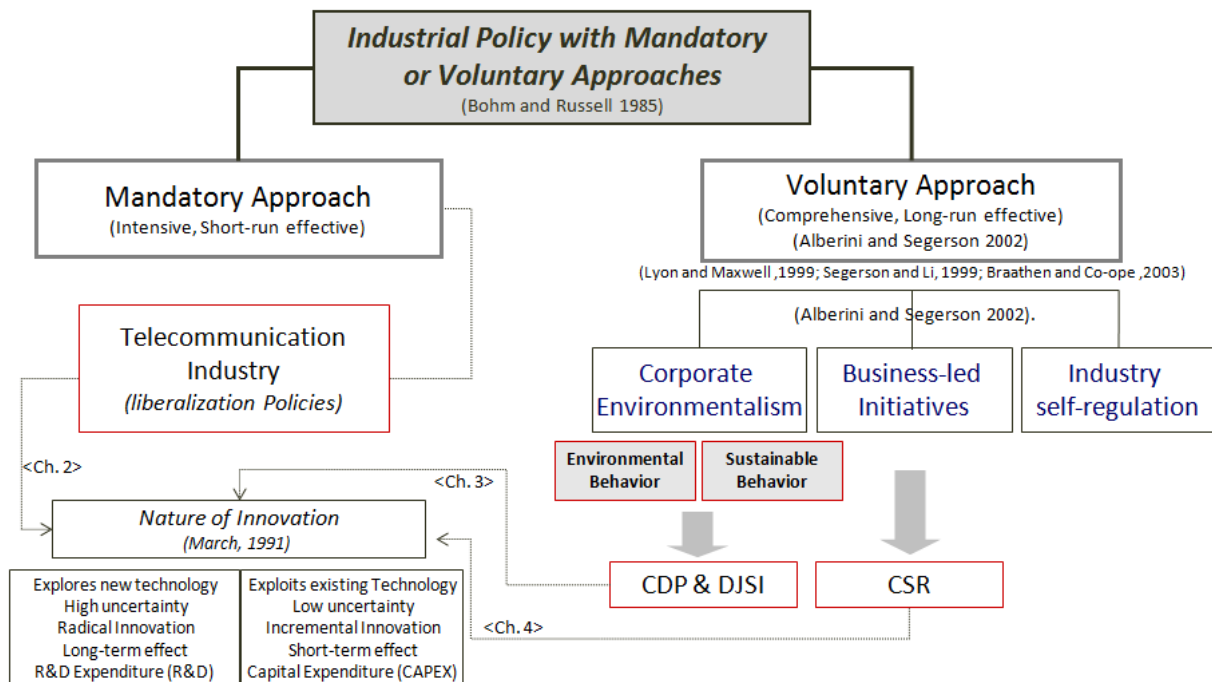 Industrial Policy with Mandatory
or Voluntary Approaches
(Bohm and Russell 1985)
Mandatory Approach
(Intensive, Short-run effective)
Voluntary Approach
(Comprehensive, Long-run effective)
(Alberini and Segerson 2002)
(Lyon and Maxwell ,1999; Segerson and Li, 1999; Braathen and Co-ope ,2003)
(Alberini and Segerson 2002).
Telecommunication
Industry
(liberalization Policies)
Corporate
Environmentalism
Business-led
Initiatives
Industry
self-regulation
Environmental
Behavior
Sustainable
Behavior
<Ch. 2>
<Ch. 3>
Nature of Innovation
(March, 1991)
Explores new technology
High uncertainty
Radical Innovation
Long-term effect
R&D Expenditure (R&D)
Exploits existing Technology
Low uncertainty
Incremental Innovation
Short-term effect
Capital Expenditure (CAPEX)
CDP & DJSI
CSR
<Ch. 4>